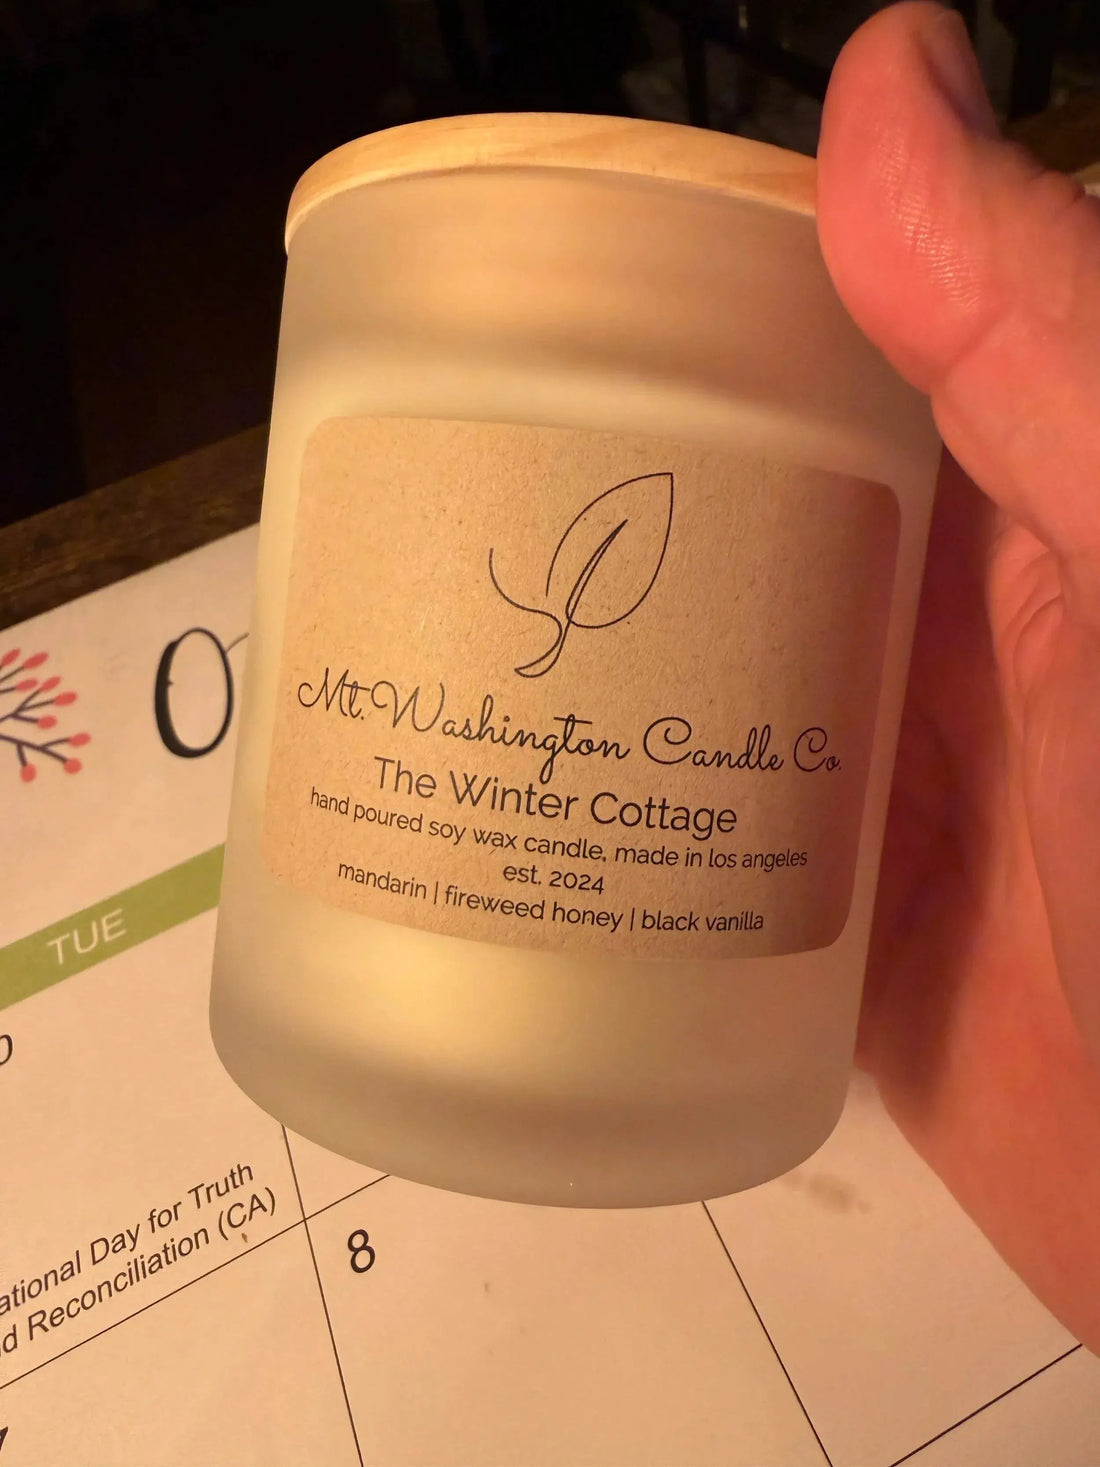 Mt. Washington Candle Co.
The Winter Cottage
hand poured soy wax candle, made in los angeles
est. 2024
mandarin | fireweed honey | black vanilla
O
TUE
ational Day for Truth
d Reconciliation (CA)
8